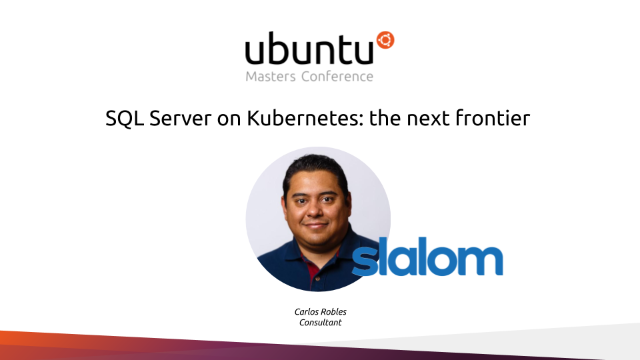 ubuntu
Masters Conference
SQL Server on Kubernetes: the next frontier
slalom
Carlos Robles
Consultant